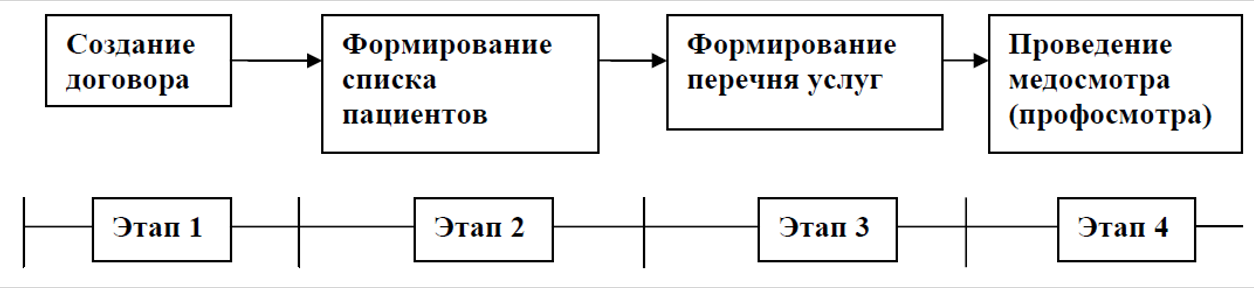 Создание
договора
Формирование
списка
пациентов
Формирование
перечня услуг
Проведение
медосмотра
(профосмотра)
Этап 1
Этап 2
Этап 3
Этап 4